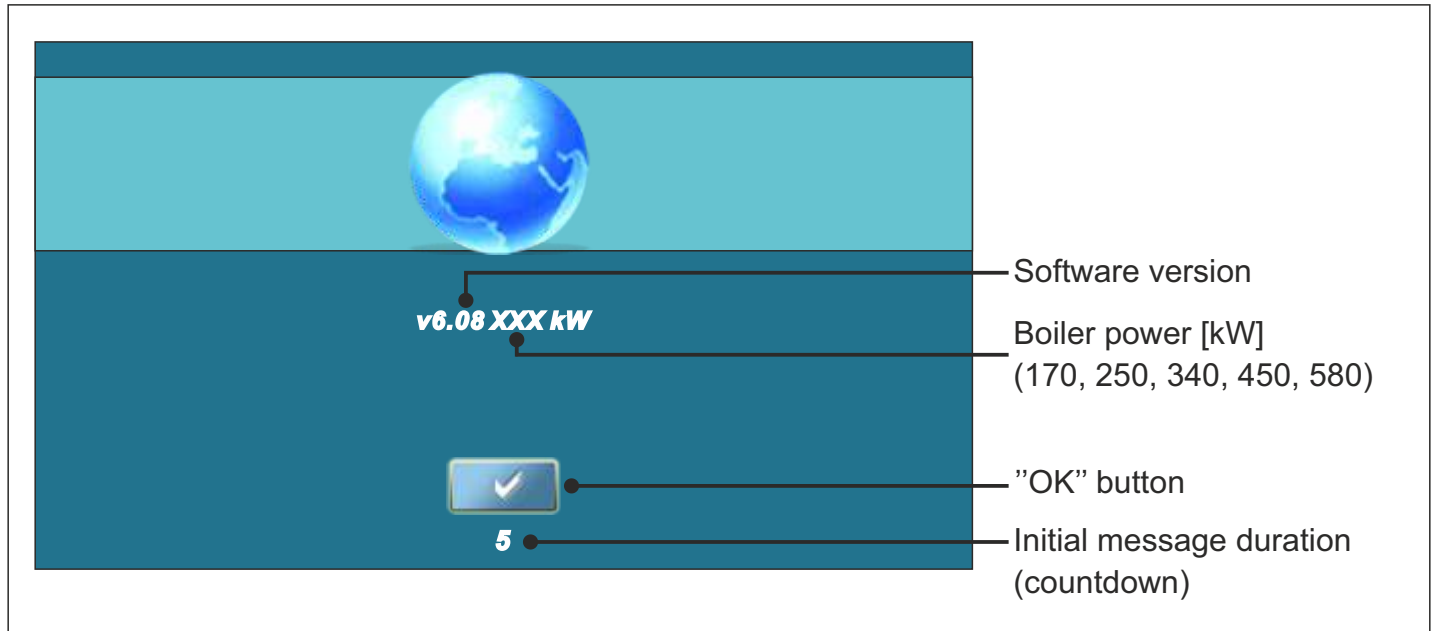 Software version
v6.08 XXX kW
Boiler power [kW]
(170, 250, 340, 450, 580)
’’OK’’ button
5
Initial message duration
(countdown)